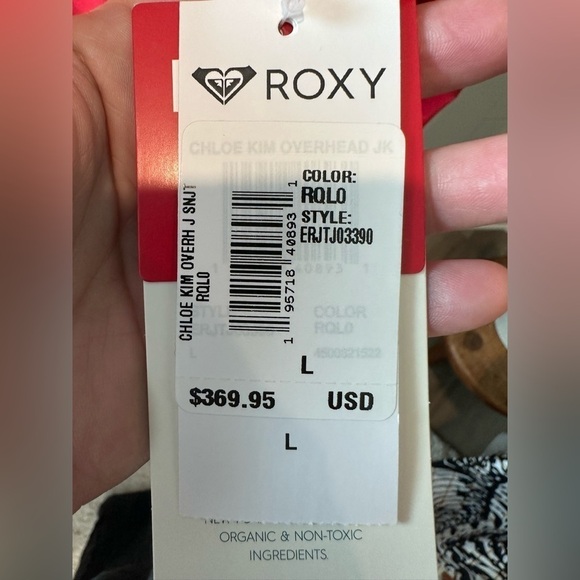 ROXY
CHLOE KIM OVERHEAD JK
CHLOE KIM OVERH J SNJT
RQL0
COLOR:
RQL0
STYLE:
ERJTJ03390
1 95718 40893 1
COLOR
RQL0
L
L
$369.95 USD
L
ORGANIC & NON-TOXIC
INGREDIENTS.